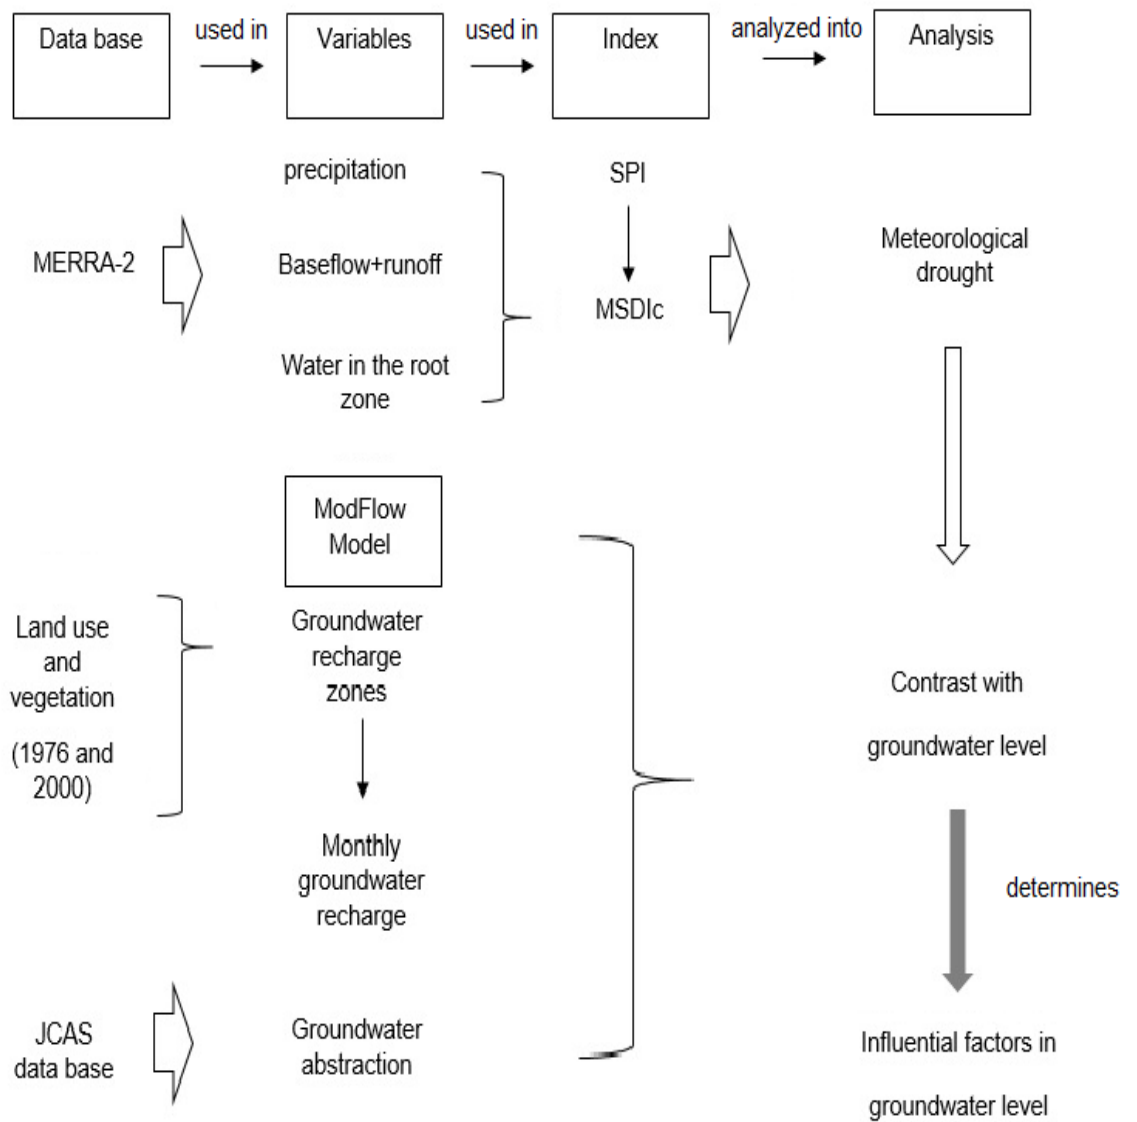 Data base
used in
Variables
used in
Index
analyzed into
Analysis
precipitation
SPI
MERRA-2
Baseflow+runoff
MSDIc
Meteorological
drought
Water in the root
zone
ModFlow
Model
Land use
and
vegetation
(1976 and
2000)
Groundwater
recharge
zones
Contrast with
groundwater level
Monthly
groundwater
recharge
determines
JCAS
data base
Groundwater
abstraction
Influential factors in
groundwater level